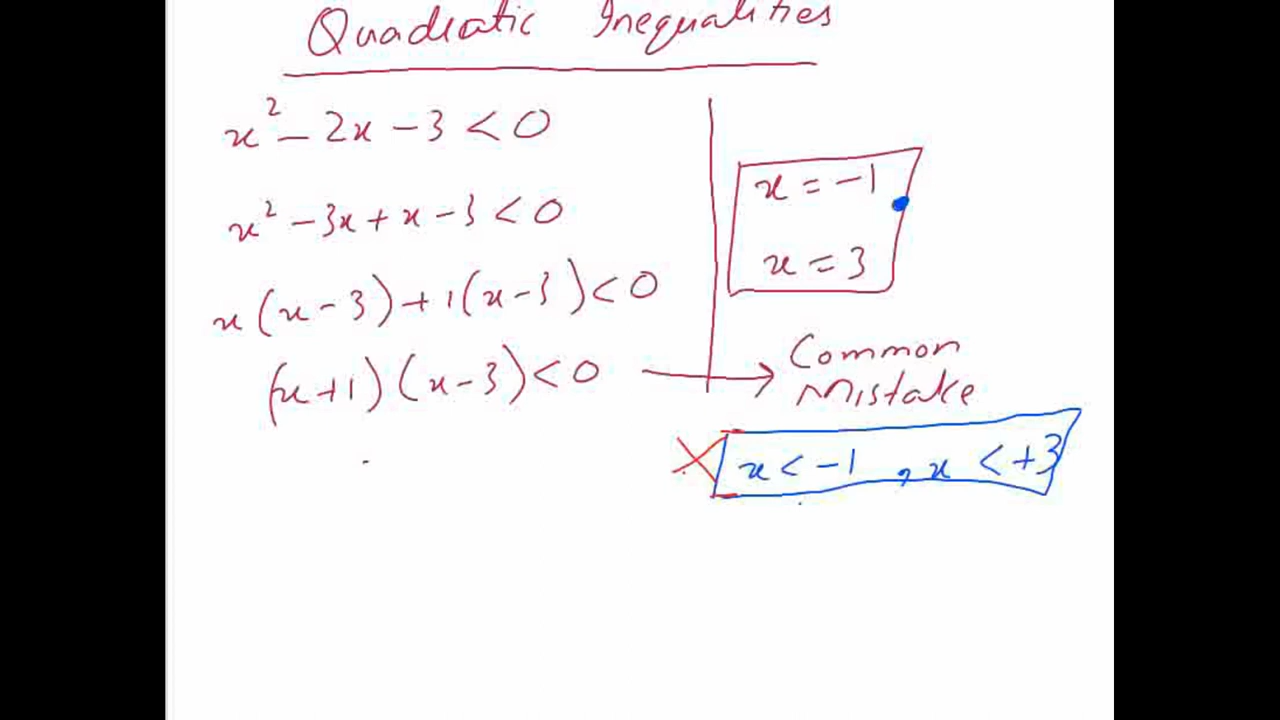 Quadratic Inequalities
x² - 2x - 3 < 0
x² - 3x + x - 3 < 0
x(x - 3) + 1(x - 3) < 0
(x + 1)(x - 3) < 0
x = -1
x = 3
Common
Mistake
x < -1 , x < +3